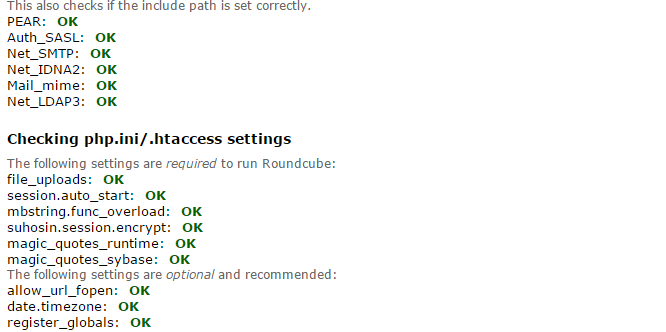 This also checks if the include path is set correctly.
PEAR: OK
Auth_SASL: OK
Net_SMTP: OK
Net_IDNA2: OK
Mail_mime: OK
Net_LDAP3: OK
Checking php.ini/.htaccess settings
The following settings are required to run Roundcube:
file_uploads: OK
session.auto_start: OK
mbstring.func_overload: OK
suhosin.session.encrypt: OK
magic_quotes_runtime: OK
magic_quotes_sybase: OK
The following settings are optional and recommended:
allow_url_fopen: OK
date.timezone: OK
register_globals: OK